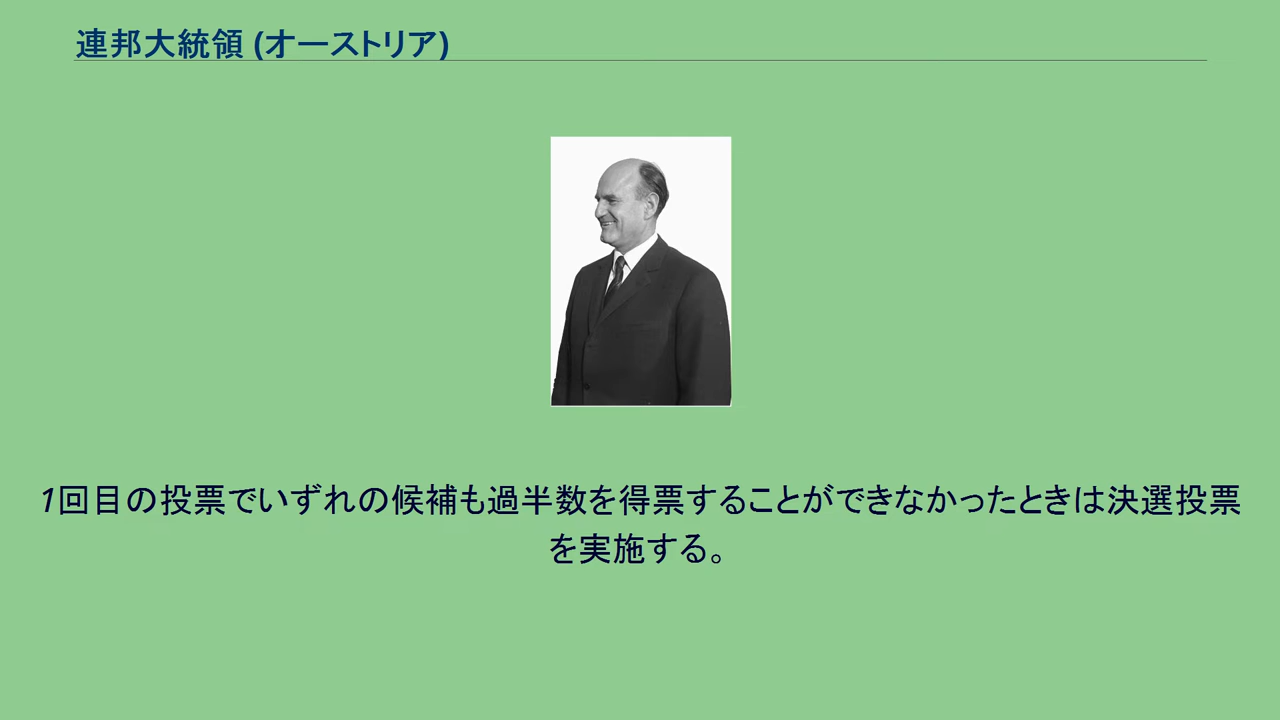 連邦大統領 (オーストリア)
1回目の投票でいずれの候補も過半数を得票することができなかったときは決選投票
を実施する。